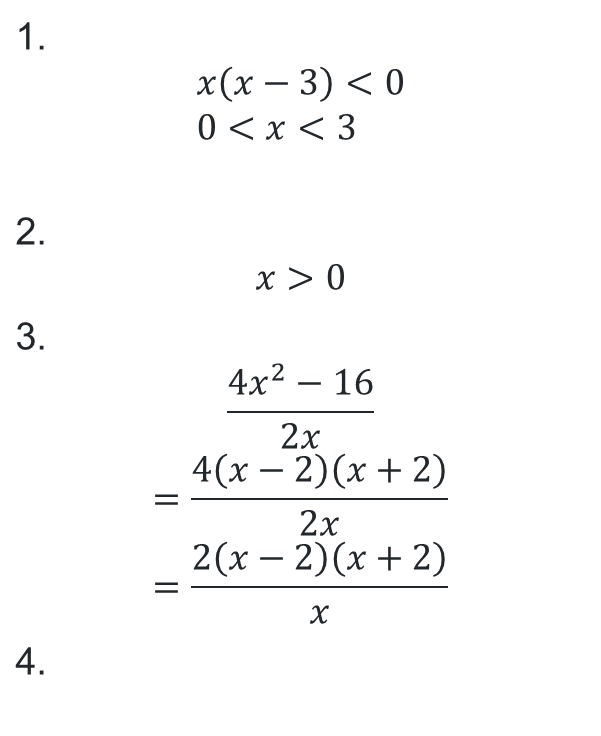 1.
x(x − 3) < 0
0 < x < 3
2.
x > 0
3.
4x² − 16
2x
= 4(x − 2)(x + 2)
2x
= 2(x − 2)(x + 2)
x
4.